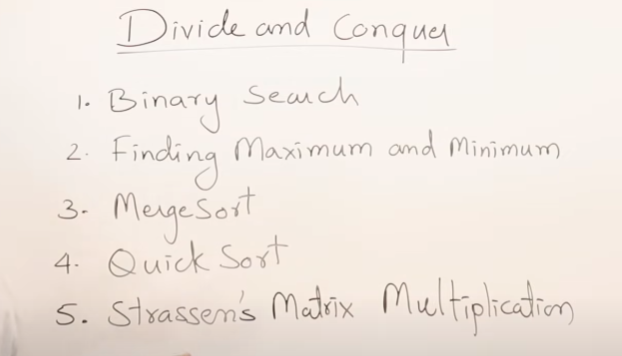 Divide and Conquer
1. Binary Search
2. Finding Maximum and Minimum
3. MergeSort
4. Quick Sort
5. Strassen's Matrix Multiplication